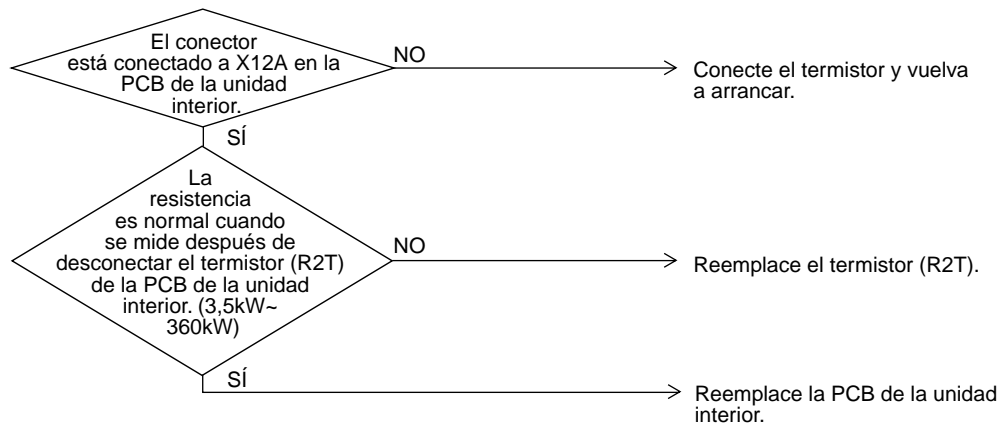 El conector
está conectado a X12A en la
PCB de la unidad
interior.
NO
Conecte el termistor y vuelva
a arrancar.
SÍ
La
resistencia
es normal cuando
se mide después de
desconectar el termistor (R2T)
de la PCB de la unidad
interior. (3,5kW~
360kW)
NO
Reemplace el termistor (R2T).
SÍ
Reemplace la PCB de la unidad
interior.